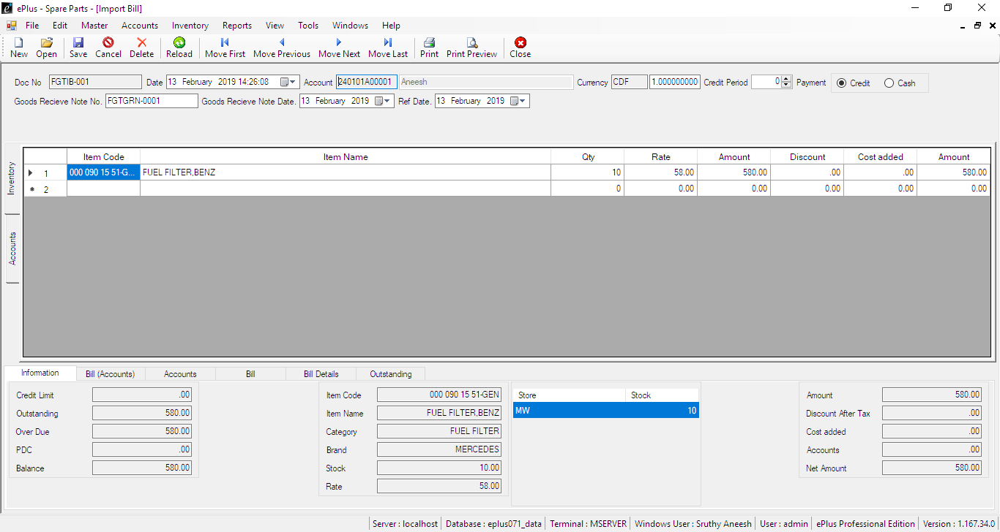 ePlus - Spare Parts - [Import Bill]
File Edit Master Accounts Inventory Reports View Tools Windows Help
New Open Save Cancel Delete Reload Move First Move Previous Move Next Move Last Print Print Preview Close
Doc No FGTIB-001 Date 13 February 2019 14:26:08 Account 240101A00001 Aneesh Currency CDF 1.000000000 Credit Period 0 Payment Credit Cash
Goods Recieve Note No. FGTGRN-0001 Goods Recieve Note Date. 13 February 2019 Ref Date. 13 February 2019
Inventory
Accounts
Item Code Item Name Qty Rate Amount Discount Cost added Amount
1 000 090 15 51-G... FUEL FILTER,BENZ 10 58.00 580.00 .00 .00 580.00
2 0 0.00 0.00 0.00 0.00 0.00
Information Bill (Accounts) Accounts Bill Bill Details Outstanding
Credit Limit .00
Outstanding 580.00
Over Due 580.00
PDC .00
Balance 580.00
Item Code 000 090 15 51-GEN
Item Name FUEL FILTER,BENZ
Category FUEL FILTER
Brand MERCEDES
Stock 10.00
Rate 58.00
Store Stock
MW 10
Amount 580.00
Discount After Tax .00
Cost added .00
Accounts .00
Net Amount 580.00
Server : localhost Database : eplus071_data Terminal : MSERVER Windows User : Sruthy Aneesh User : admin ePlus Professional Edition Version : 1.167.34.0